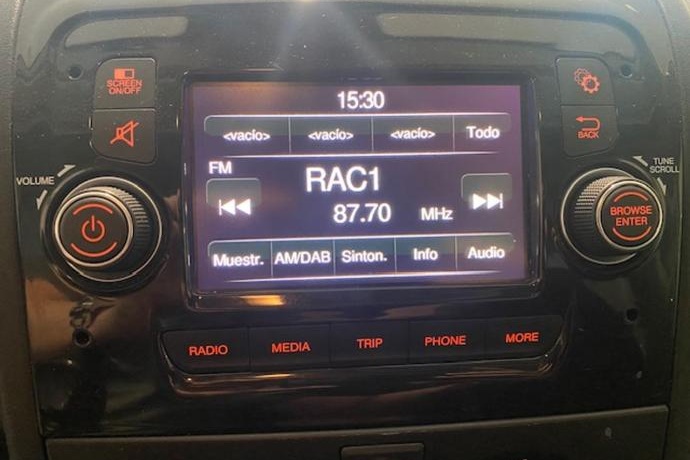 SCREEN
ON/OFF
15:30
<vacío> <vacío> <vacío> Todo
BACK
FM
VOLUME
RAC1
TUNE
SCROLL
87.70 MHz
BROWSE
ENTER
Muestr. AM/DAB Sinton. Info Audio
RADIO MEDIA TRIP PHONE MORE